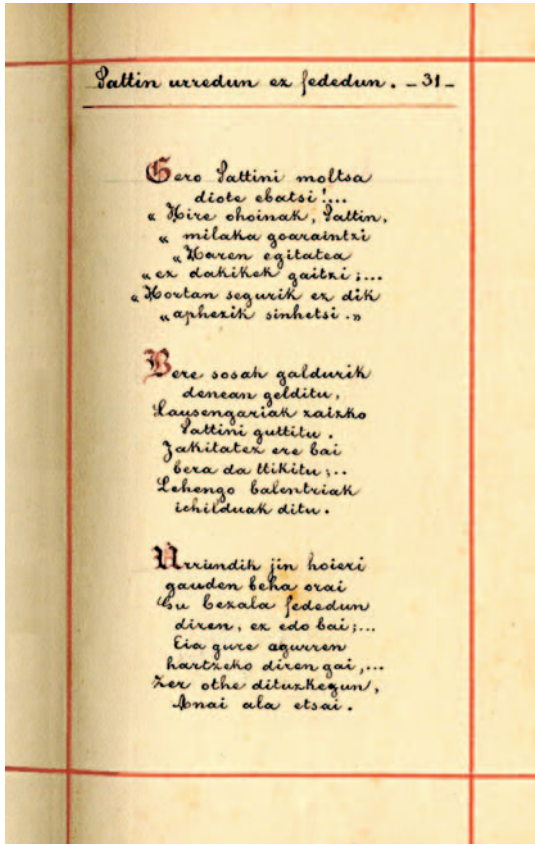 Pattin urredun ez fededun. _ 31 _
Gero Pattini moltsa
diote ebatsi!...
« Hire ohoinak, Pattin,
« milaka goaraintzi
« Haren egitatea
« ez dakikek gaitzi;...
« Hortan segurik ez dik
« aphezik sinhetsi.»
Bere sosak galdurik
denean gelditu,
Lausengariak zaizko
Pattini guttitu.
Jakitatez ere bai
bera da ttikitu;..
Lehengo balentriak
ichilduak ditu.
Urrundik jin hoieri
gauden beha orai
Gu bezala fededun
diren, ez edo bai;...
Eia gure agurren
hartzeko diren gai,...
Zer othe dituzkegun,
Anai ala etsai.